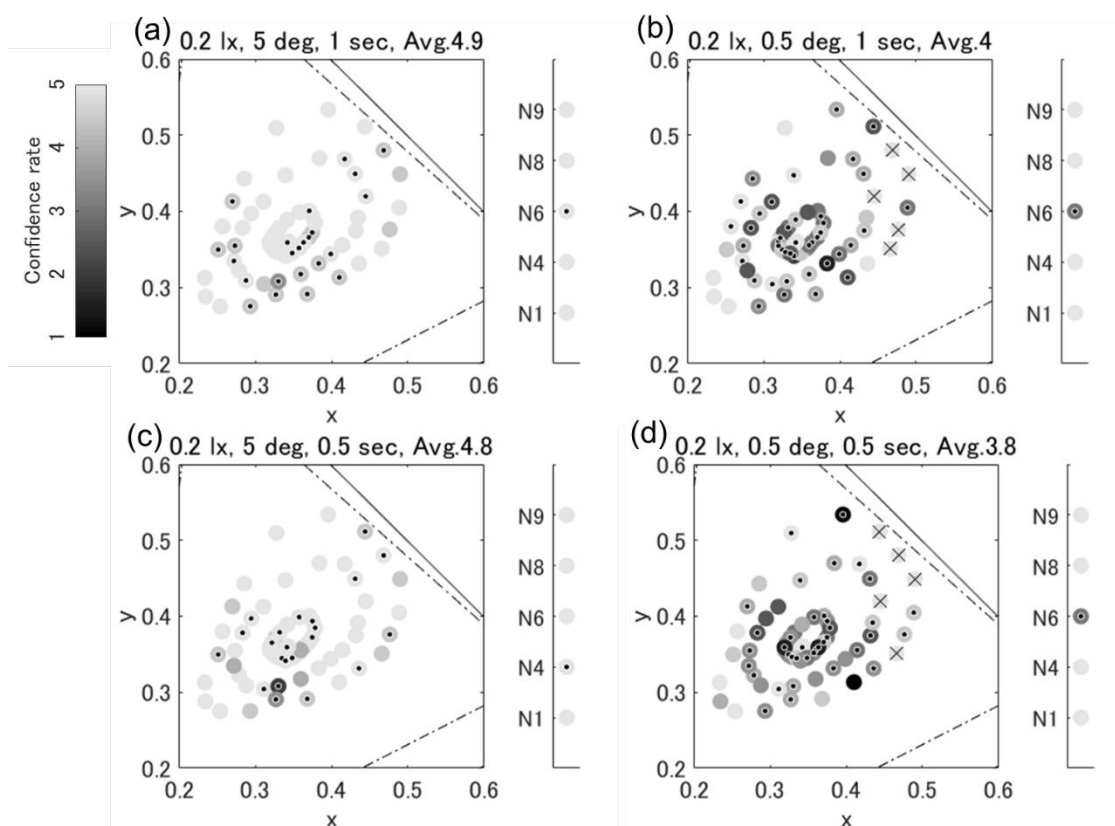 (a)
0.2 lx, 5 deg, 1 sec, Avg.4.9
(b)
0.2 lx, 0.5 deg, 1 sec, Avg.4
Confidence rate
5
4
3
2
1
y
0.6
0.5
0.4
0.3
0.2
0.2
0.3
0.4
0.5
0.6
x
N9
N8
N6
N4
N1
y
0.6
0.5
0.4
0.3
0.2
0.2
0.3
0.4
0.5
0.6
x
N9
N8
N6
N4
N1
(c)
0.2 lx, 5 deg, 0.5 sec, Avg.4.8
(d)
0.2 lx, 0.5 deg, 0.5 sec, Avg.3.8
y
0.6
0.5
0.4
0.3
0.2
0.2
0.3
0.4
0.5
0.6
x
N9
N8
N6
N4
N1
y
0.6
0.5
0.4
0.3
0.2
0.2
0.3
0.4
0.5
0.6
x
N9
N8
N6
N4
N1